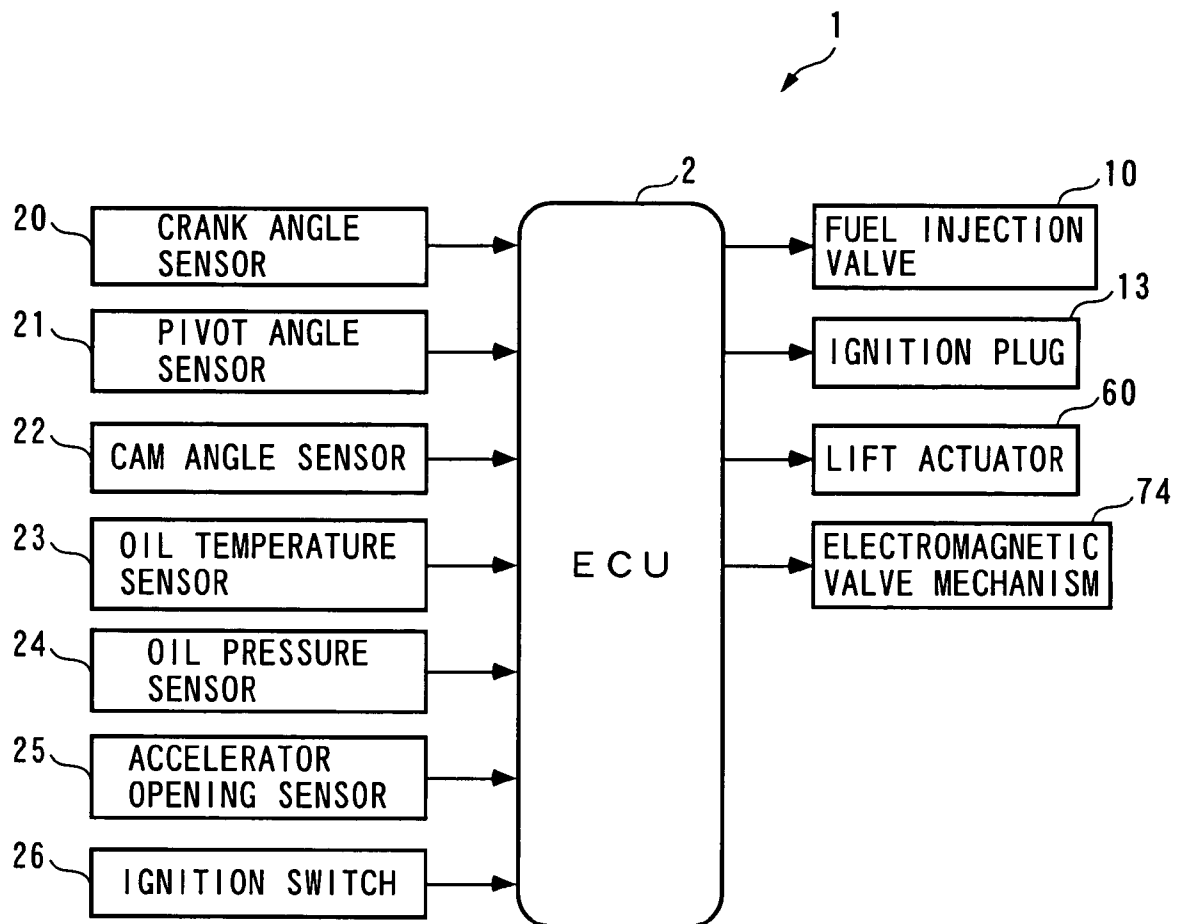 1
2
20
CRANK ANGLE
SENSOR
21
PIVOT ANGLE
SENSOR
22
CAM ANGLE SENSOR
23
OIL TEMPERATURE
SENSOR
24
OIL PRESSURE
SENSOR
25
ACCELERATOR
OPENING SENSOR
26
IGNITION SWITCH
ECU
10
FUEL INJECTION
VALVE
13
IGNITION PLUG
60
LIFT ACTUATOR
74
ELECTROMAGNETIC
VALVE MECHANISM